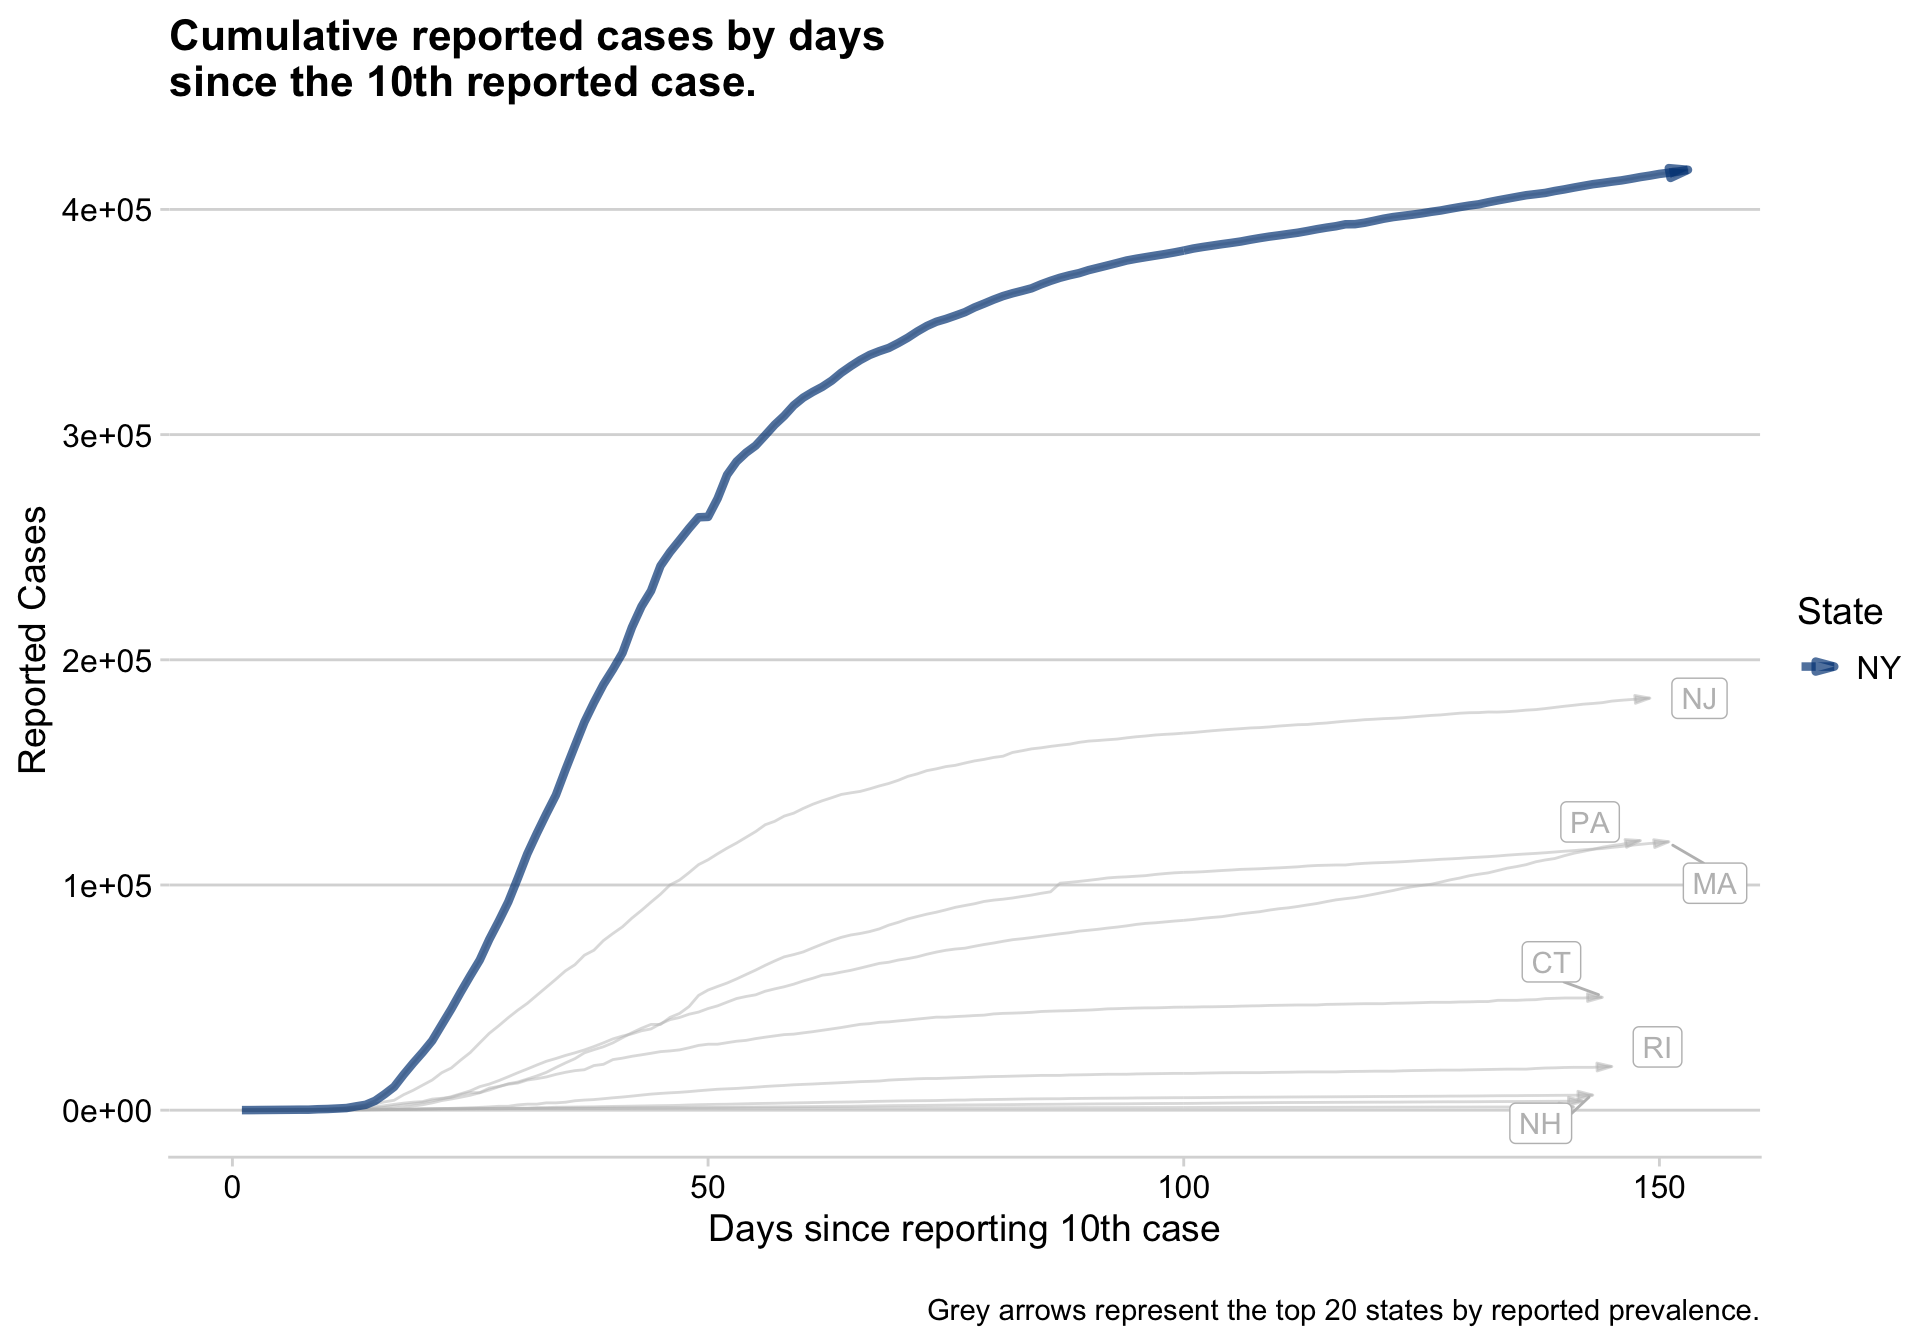 Cumulative reported cases by days
since the 10th reported case.
4e+05
3e+05
2e+05
1e+05
0e+00
Reported Cases
NJ
PA
MA
CT
RI
NH
State
NY
0
50
100
150
Days since reporting 10th case
Grey arrows represent the top 20 states by reported prevalence.